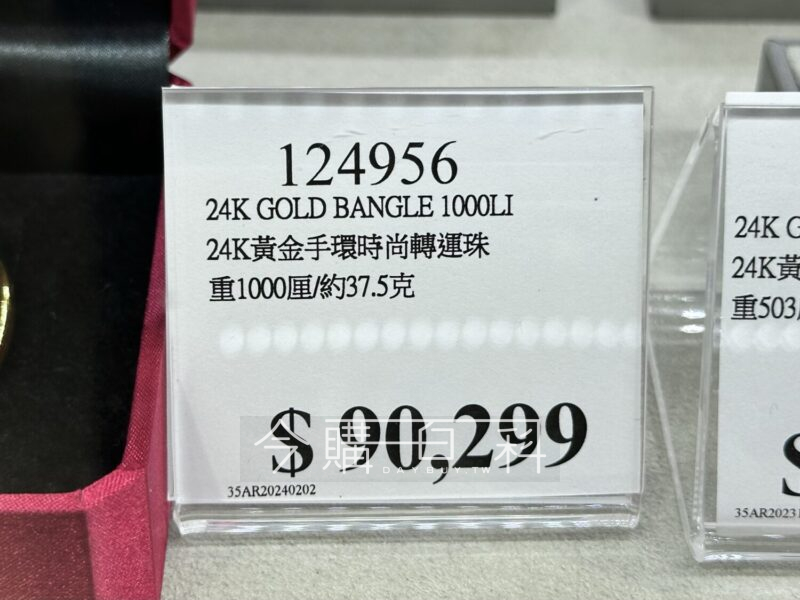 124956
24K GOLD BANGLE 1000LI
24K黃金手環時尚轉運珠
重1000厘/約37.5克
$ 90,299
今購百科
DAYBUY.TW
35AR20240202
24K G
24K黃
重503
$
35AR2023